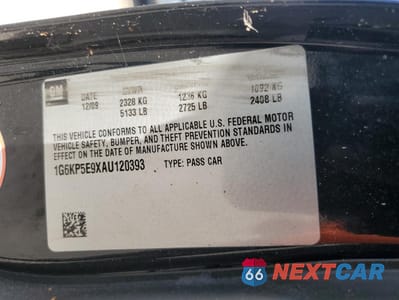 GM
DATE GVWR
12/09 2328 KG 1236 KG 1092 KG
5133 LB 2725 LB 2408 LB
THIS VEHICLE CONFORMS TO ALL APPLICABLE U.S. FEDERAL MOTOR
VEHICLE SAFETY, BUMPER, AND THEFT PREVENTION STANDARDS IN
EFFECT ON THE DATE OF MANUFACTURE SHOWN ABOVE.
1G6KP5E9XAU120393 TYPE: PASS CAR
66 NEXTCAR